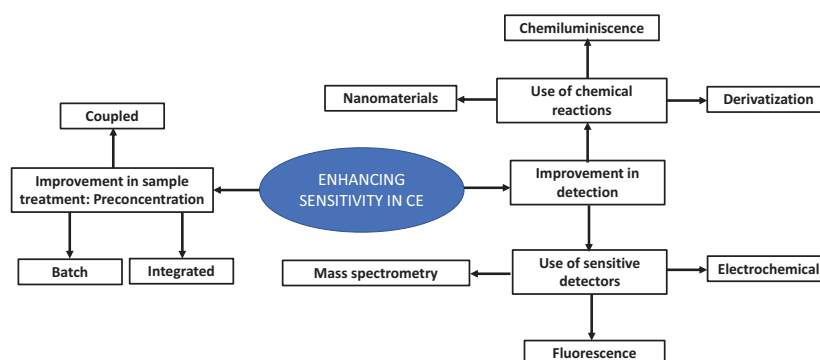 Chemiluminiscence
Nanomaterials
Use of chemical
reactions
Derivatization
Coupled
Improvement in sample
treatment: Preconcentration
ENHANCING
SENSITIVITY IN CE
Improvement in
detection
Batch
Integrated
Mass spectrometry
Use of sensitive
detectors
Electrochemical
Fluorescence